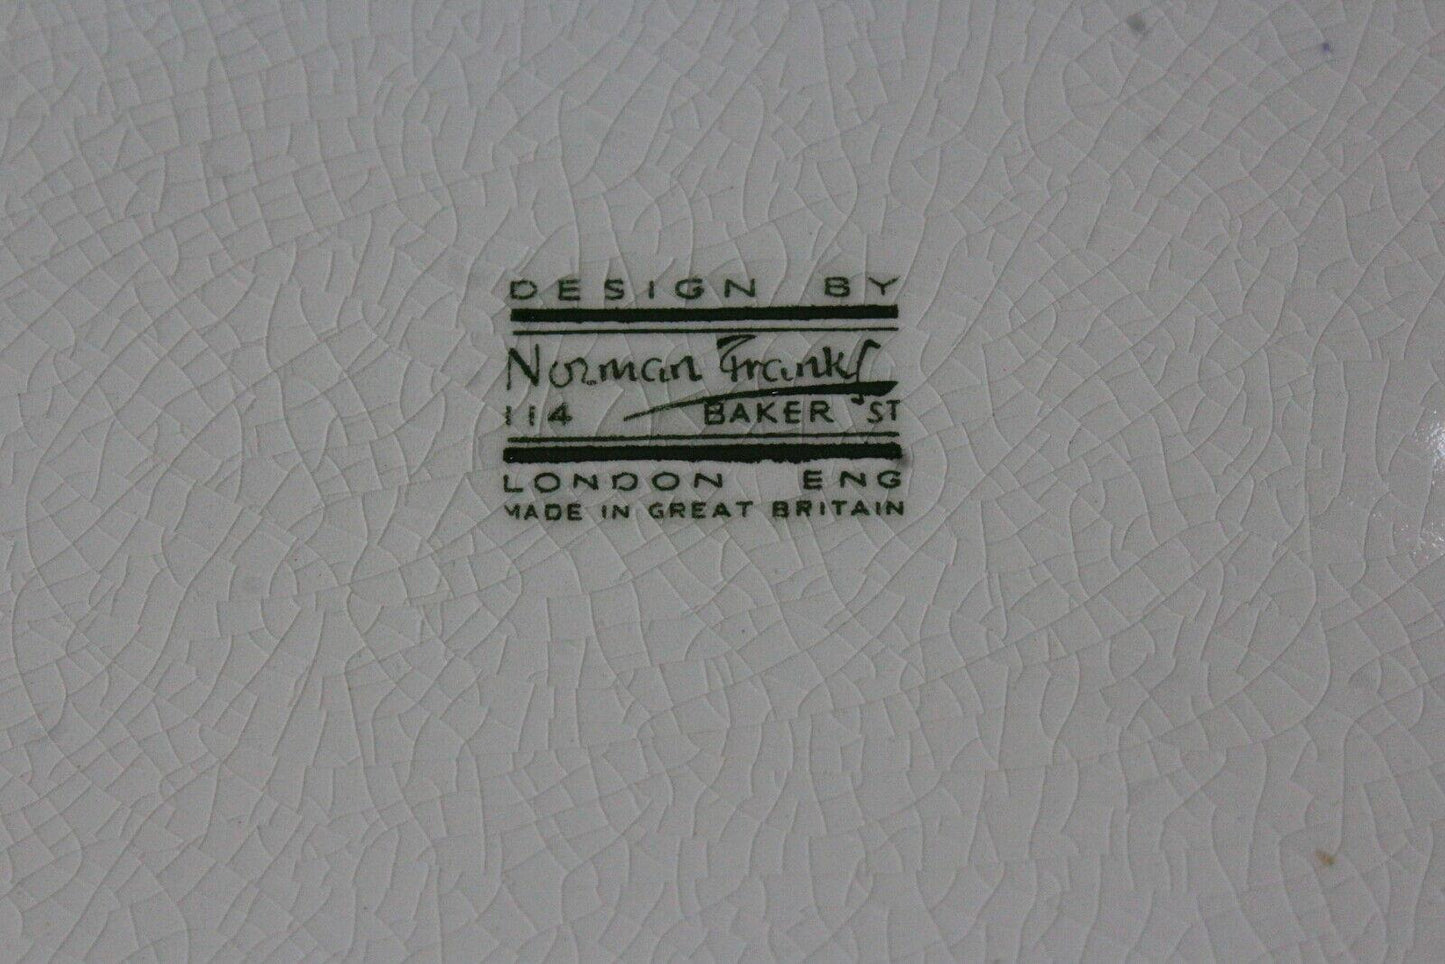 DESIGN BY
Norman Franks
114 BAKER ST
LONDON ENG
MADE IN GREAT BRITAIN